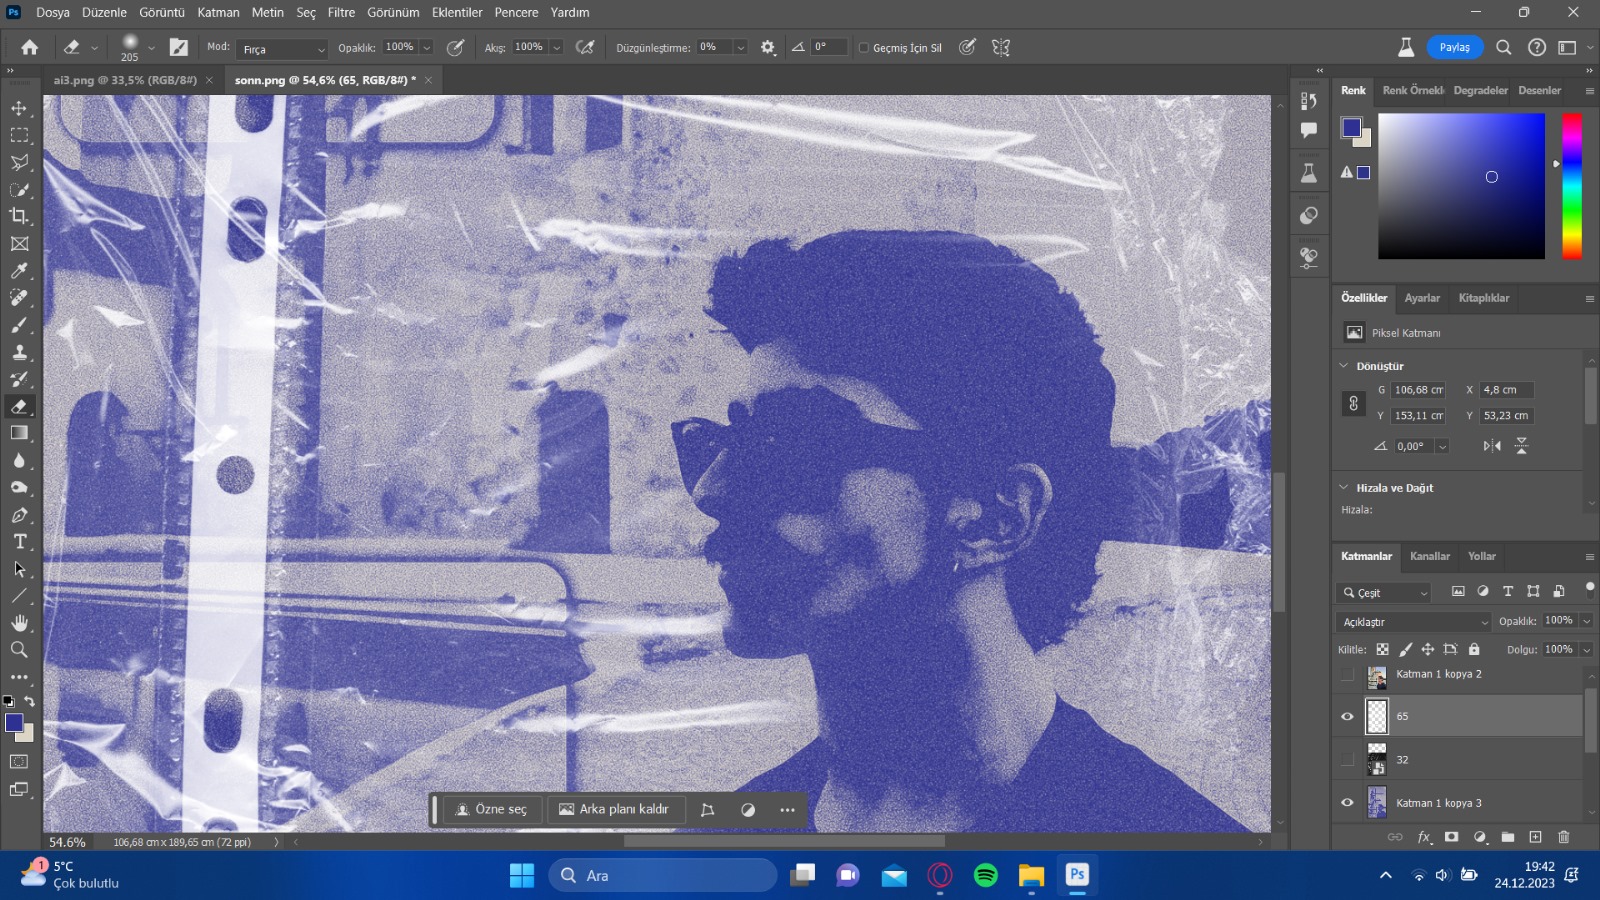 Ps Dosya Düzenle Görüntü Katman Metin Seç Filtre Görünüm Eklentiler Pencere Yardım
205 Mod: Fırça Opaklık: 100% Akış: 100% Düzgünleştirme: 0% 0° Geçmiş İçin Sil Paylaş
ai3.png @ 33,5% (RGB/8#) × sonn.png @ 54,6% (65, RGB/8#) * ×
Renk Renk Örnekle Degradeler Desenler
Özellikler Ayarlar Kitaplıklar
Piksel Katmanı
Dönüştür
G 106,68 cm X 4,8 cm
Y 153,11 cm Y 53,23 cm
0,00°
Hizala ve Dağıt
Hizala:
Katmanlar Kanallar Yollar
Çeşit
Açıklaştır Opaklık: 100%
Kilitle: Dolgu: 100%
Katman 1 kopya 2
65
32
Katman 1 kopya 3
fx
Özne seç Arka planı kaldır
54.6% 106,68 cm x 189,65 cm (72 ppi)
1 5°C
Çok bulutlu
Ara
Ps
19:42
24.12.2023